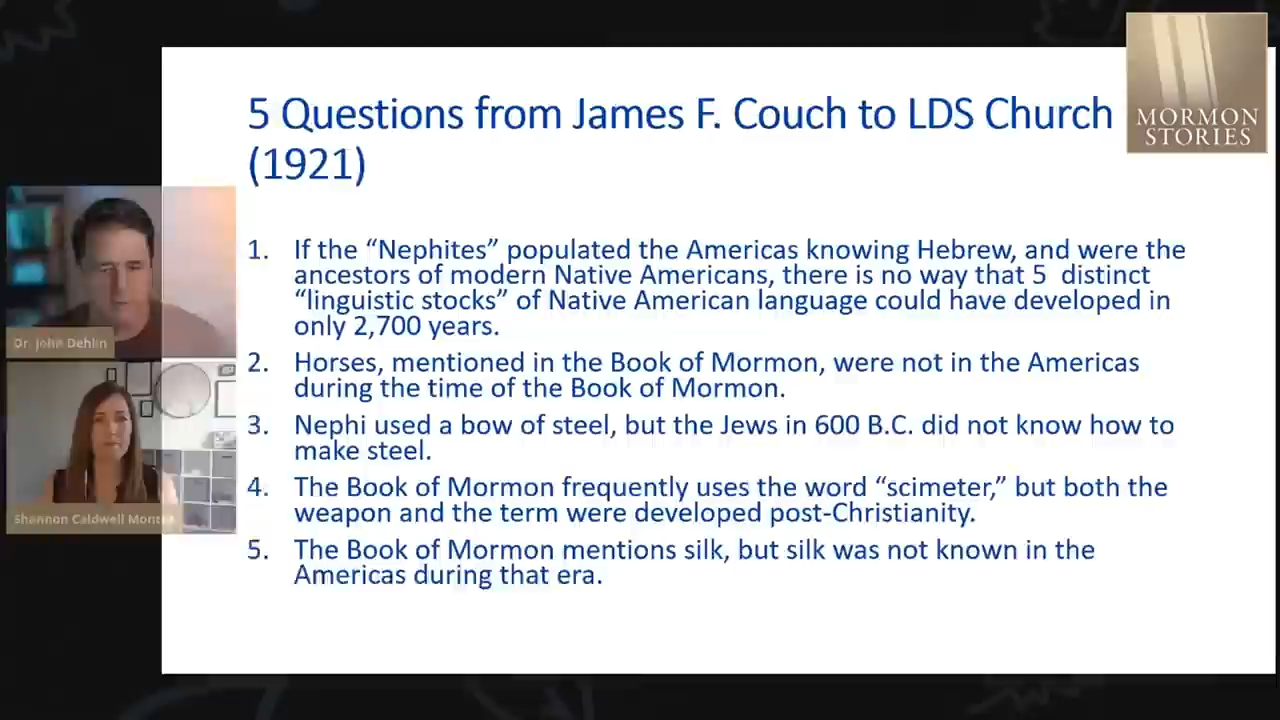 5 Questions from James F. Couch to LDS Church
(1921)
MORMON
STORIES
1. If the “Nephites” populated the Americas knowing Hebrew, and were the
ancestors of modern Native Americans, there is no way that 5 distinct
“linguistic stocks” of Native American language could have developed in
only 2,700 years.
2. Horses, mentioned in the Book of Mormon, were not in the Americas
during the time of the Book of Mormon.
3. Nephi used a bow of steel, but the Jews in 600 B.C. did not know how to
make steel.
4. The Book of Mormon frequently uses the word “scimeter,” but both the
weapon and the term were developed post-Christianity.
5. The Book of Mormon mentions silk, but silk was not known in the
Americas during that era.
Dr. John Dehlin
Shannon Caldwell